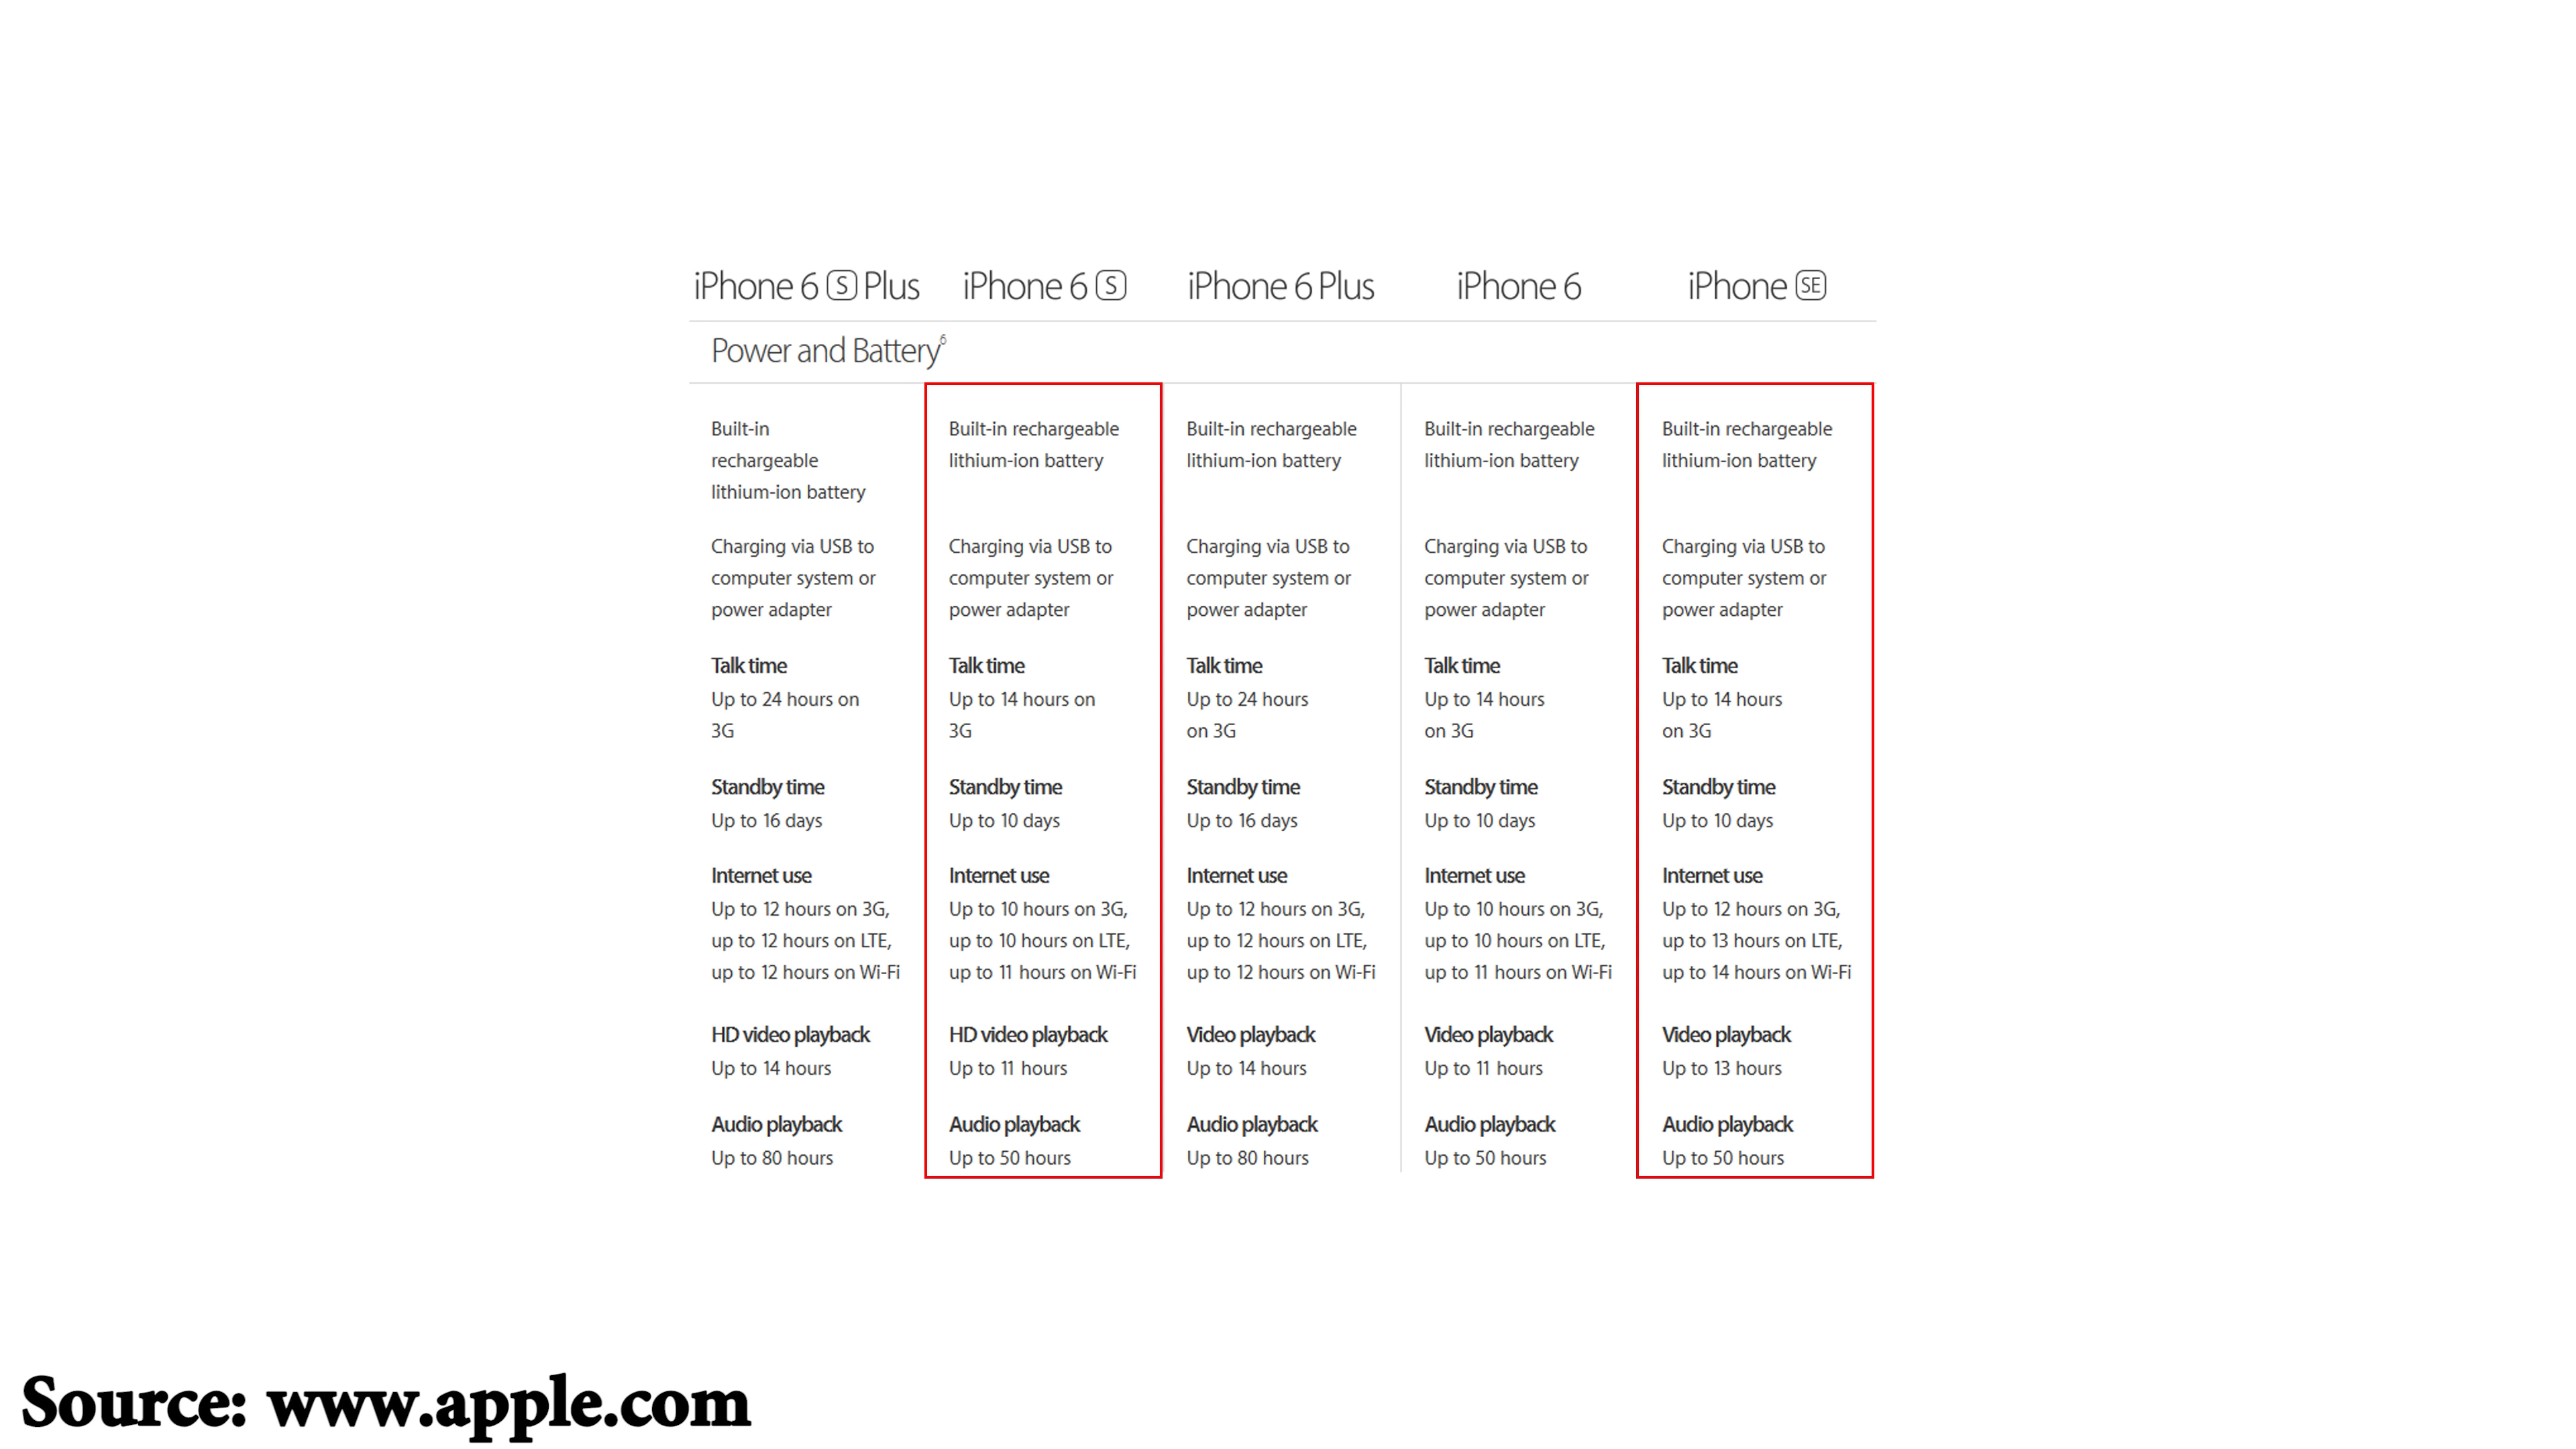 iPhone 6 S Plus
iPhone 6 S
iPhone 6 Plus
iPhone 6
iPhone SE
Power and Battery6
Built-in
rechargeable
lithium-ion battery
Charging via USB to
computer system or
power adapter
Talk time
Up to 24 hours on
3G
Standby time
Up to 16 days
Internet use
Up to 12 hours on 3G,
up to 12 hours on LTE,
up to 12 hours on Wi-Fi
HD video playback
Up to 14 hours
Audio playback
Up to 80 hours
Built-in rechargeable
lithium-ion battery
Charging via USB to
computer system or
power adapter
Talk time
Up to 14 hours on
3G
Standby time
Up to 10 days
Internet use
Up to 10 hours on 3G,
up to 10 hours on LTE,
up to 11 hours on Wi-Fi
HD video playback
Up to 11 hours
Audio playback
Up to 50 hours
Built-in rechargeable
lithium-ion battery
Charging via USB to
computer system or
power adapter
Talk time
Up to 24 hours
on 3G
Standby time
Up to 16 days
Internet use
Up to 12 hours on 3G,
up to 12 hours on LTE,
up to 12 hours on Wi-Fi
Video playback
Up to 14 hours
Audio playback
Up to 80 hours
Built-in rechargeable
lithium-ion battery
Charging via USB to
computer system or
power adapter
Talk time
Up to 14 hours
on 3G
Standby time
Up to 10 days
Internet use
Up to 10 hours on 3G,
up to 10 hours on LTE,
up to 11 hours on Wi-Fi
Video playback
Up to 11 hours
Audio playback
Up to 50 hours
Built-in rechargeable
lithium-ion battery
Charging via USB to
computer system or
power adapter
Talk time
Up to 14 hours
on 3G
Standby time
Up to 10 days
Internet use
Up to 12 hours on 3G,
up to 13 hours on LTE,
up to 14 hours on Wi-Fi
Video playback
Up to 13 hours
Audio playback
Up to 50 hours
Source: www.apple.com